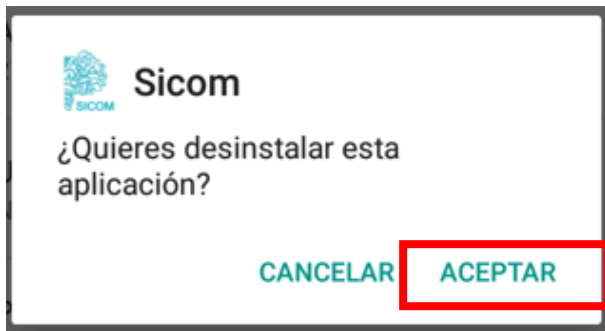 SICOM
Sicom
¿Quieres desinstalar esta
aplicación?
CANCELAR ACEPTAR